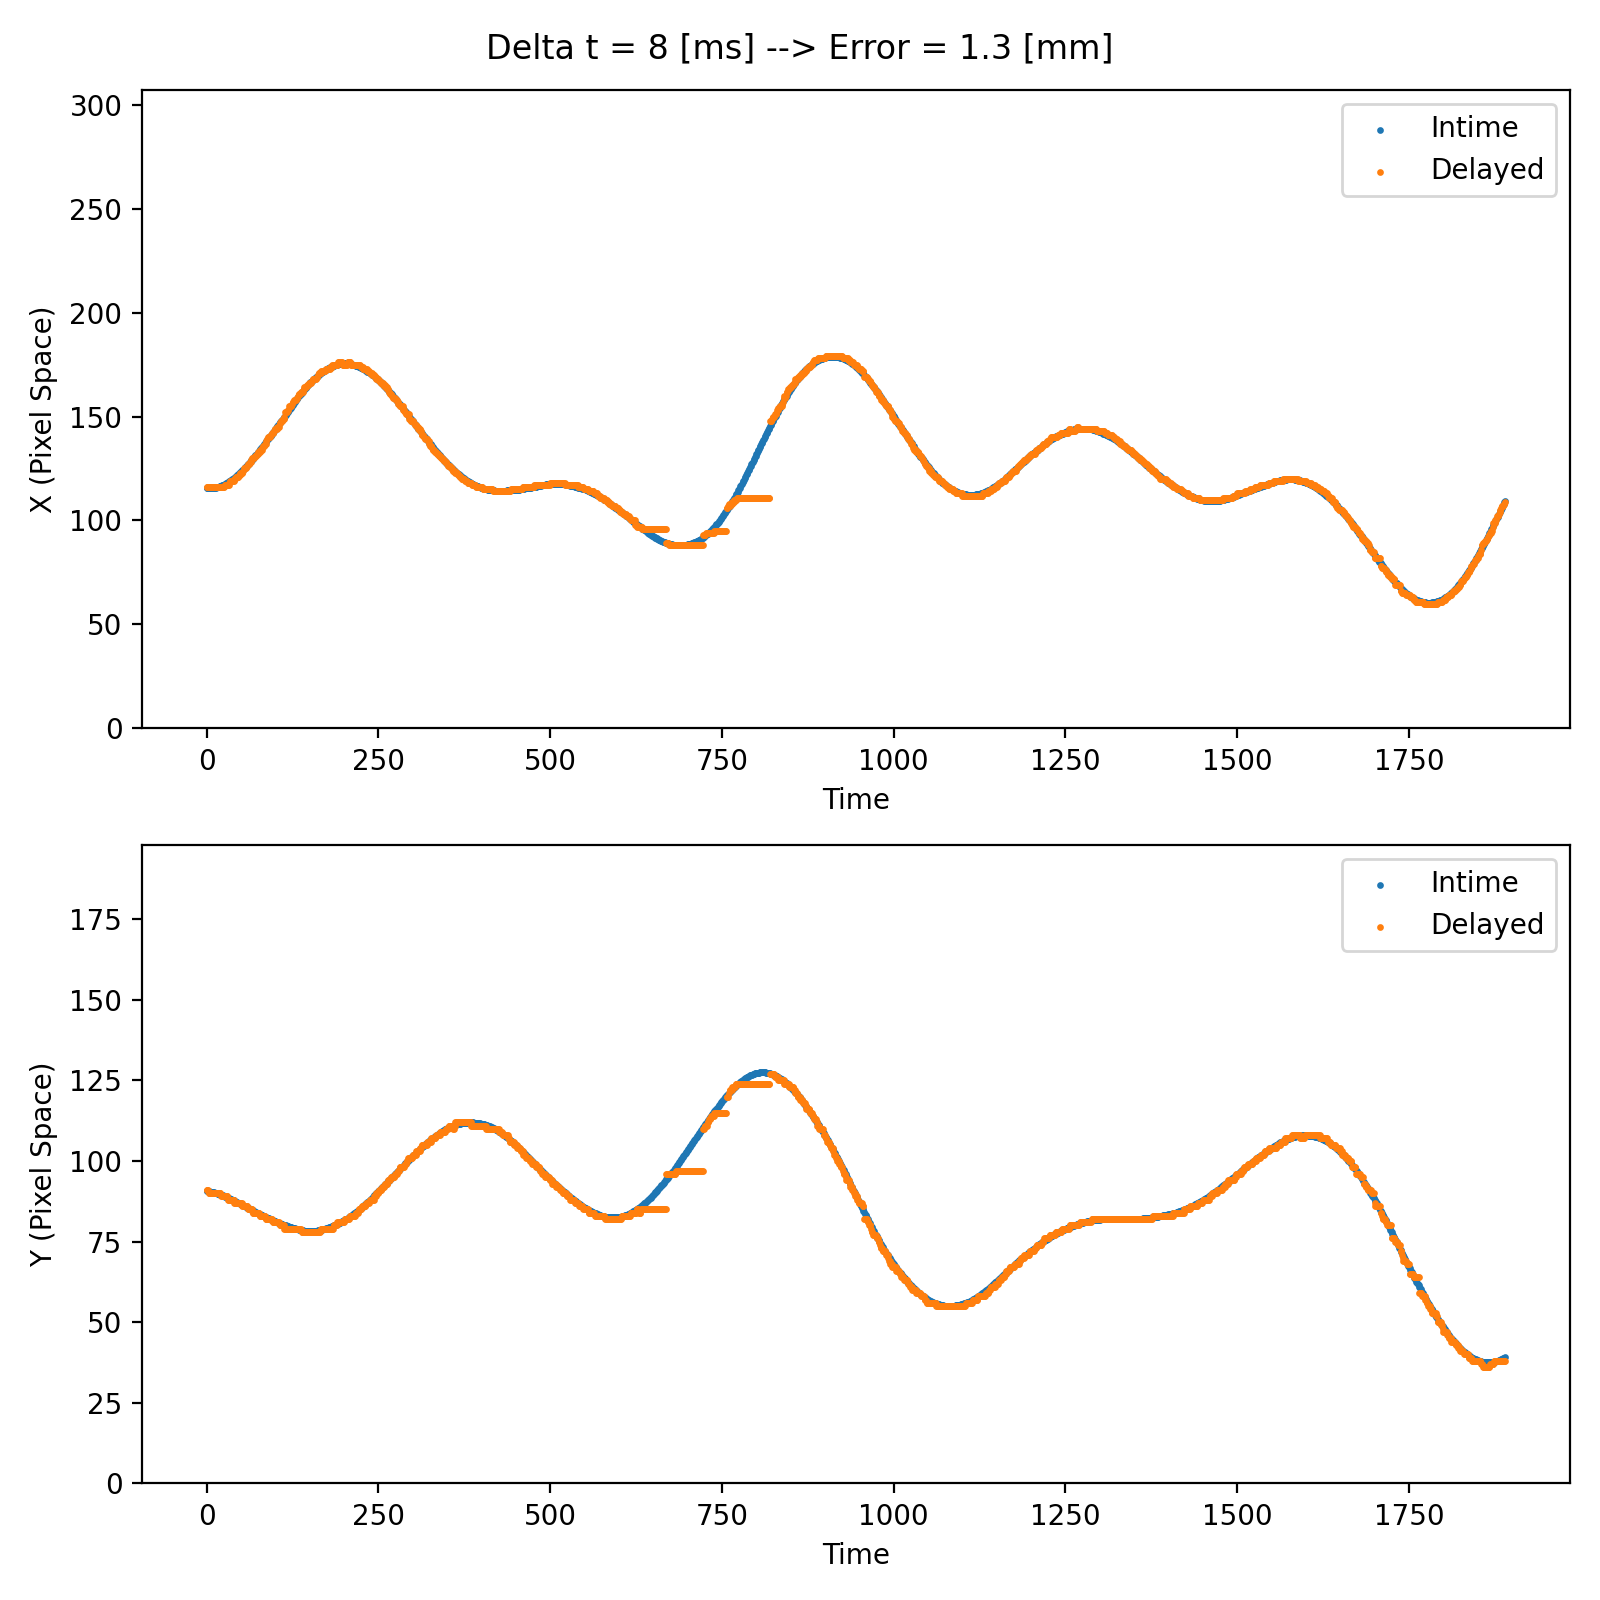 Delta t = 8 [ms] --> Error = 1.3 [mm]
300
250
200
150
100
50
0
X (Pixel Space)
Intime
Delayed
0 250 500 750 1000 1250 1500 1750
Time
175
150
125
100
75
50
25
0
Y (Pixel Space)
Intime
Delayed
0 250 500 750 1000 1250 1500 1750
Time